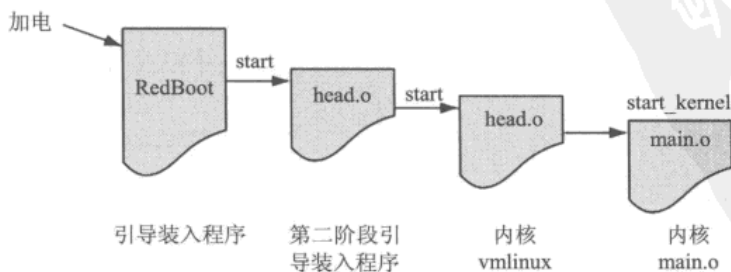 加电
RedBoot
start
head.o
start
head.o
start_kernel
main.o
引导装入程序
第二阶段引
导装入程序
内核
vmlinux
内核
main.o